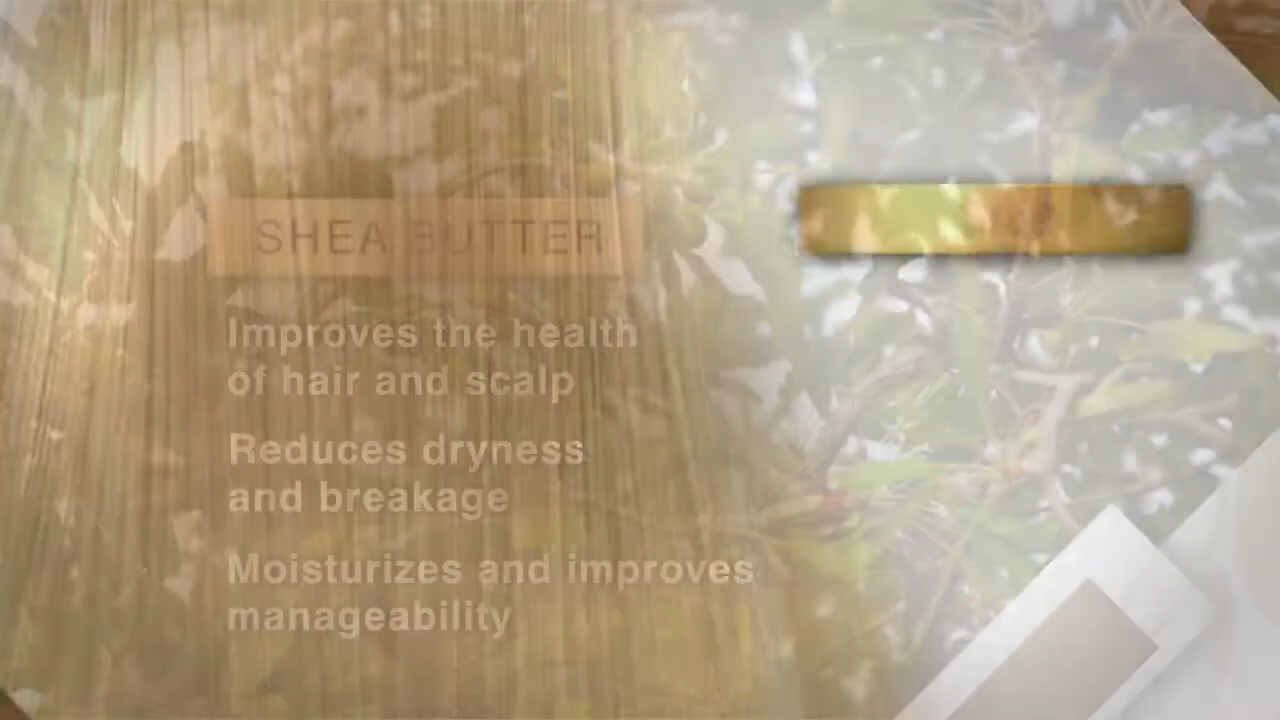 SHEA BUTTER
Improves the health
of hair and scalp
Reduces dryness
and breakage
Moisturizes and improves
manageability